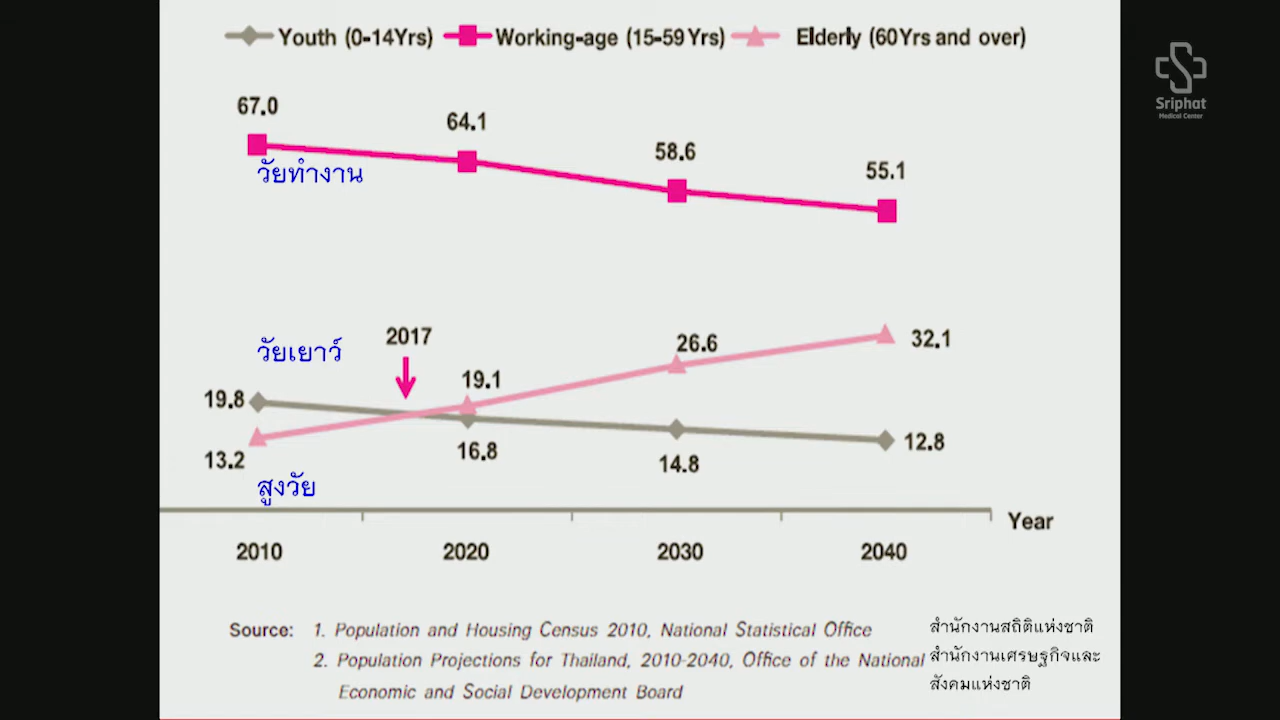 Youth (0-14Yrs) Working-age (15-59 Yrs) Elderly (60Yrs and over)
Sriphat
Medical Center
67.0
64.1
58.6
55.1
วัยทำงาน
วัยเยาว์
2017
19.8
19.1
26.6
32.1
13.2
16.8
14.8
12.8
สูงวัย
Year
2010 2020 2030 2040
Source: 1. Population and Housing Census 2010, National Statistical Office
สำนักงานสถิติแห่งชาติ
2. Population Projections for Thailand, 2010-2040, Office of the National
สำนักงานเศรษฐกิจและ
Economic and Social Development Board
สังคมแห่งชาติ